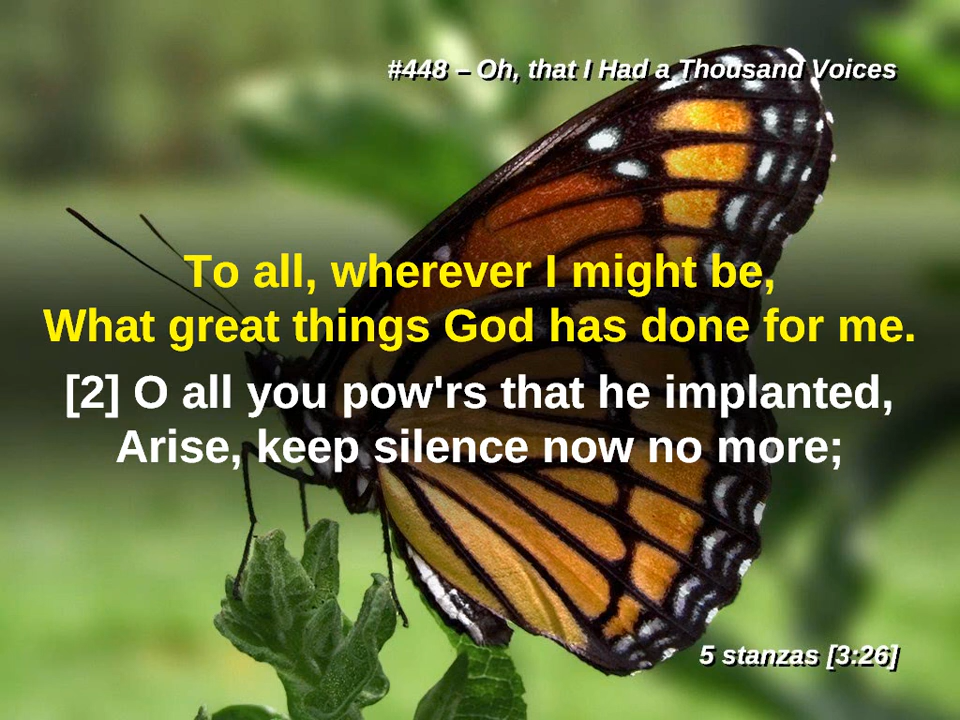 #448 – Oh, that I Had a Thousand Voices
To all, wherever I might be,
What great things God has done for me.
[2] O all you pow'rs that he implanted,
Arise, keep silence now no more;
5 stanzas [3:26]